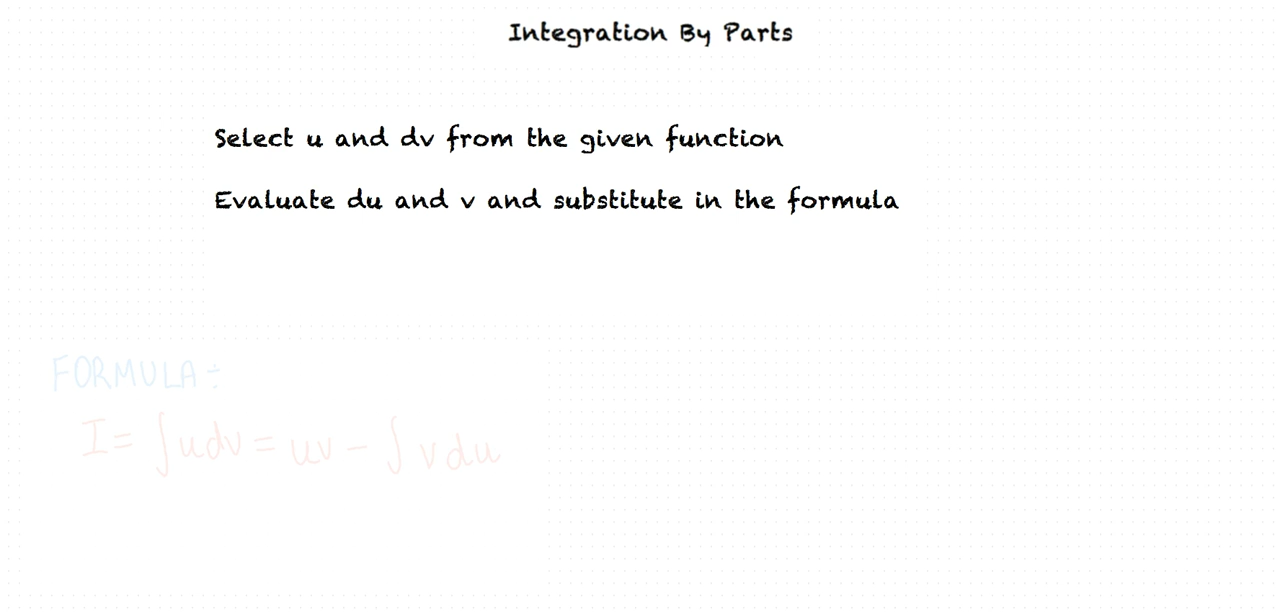 Integration By Parts
Select u and dv from the given function
Evaluate du and v and substitute in the formula
FORMULA÷
I = ∫udv = uv - ∫vdu